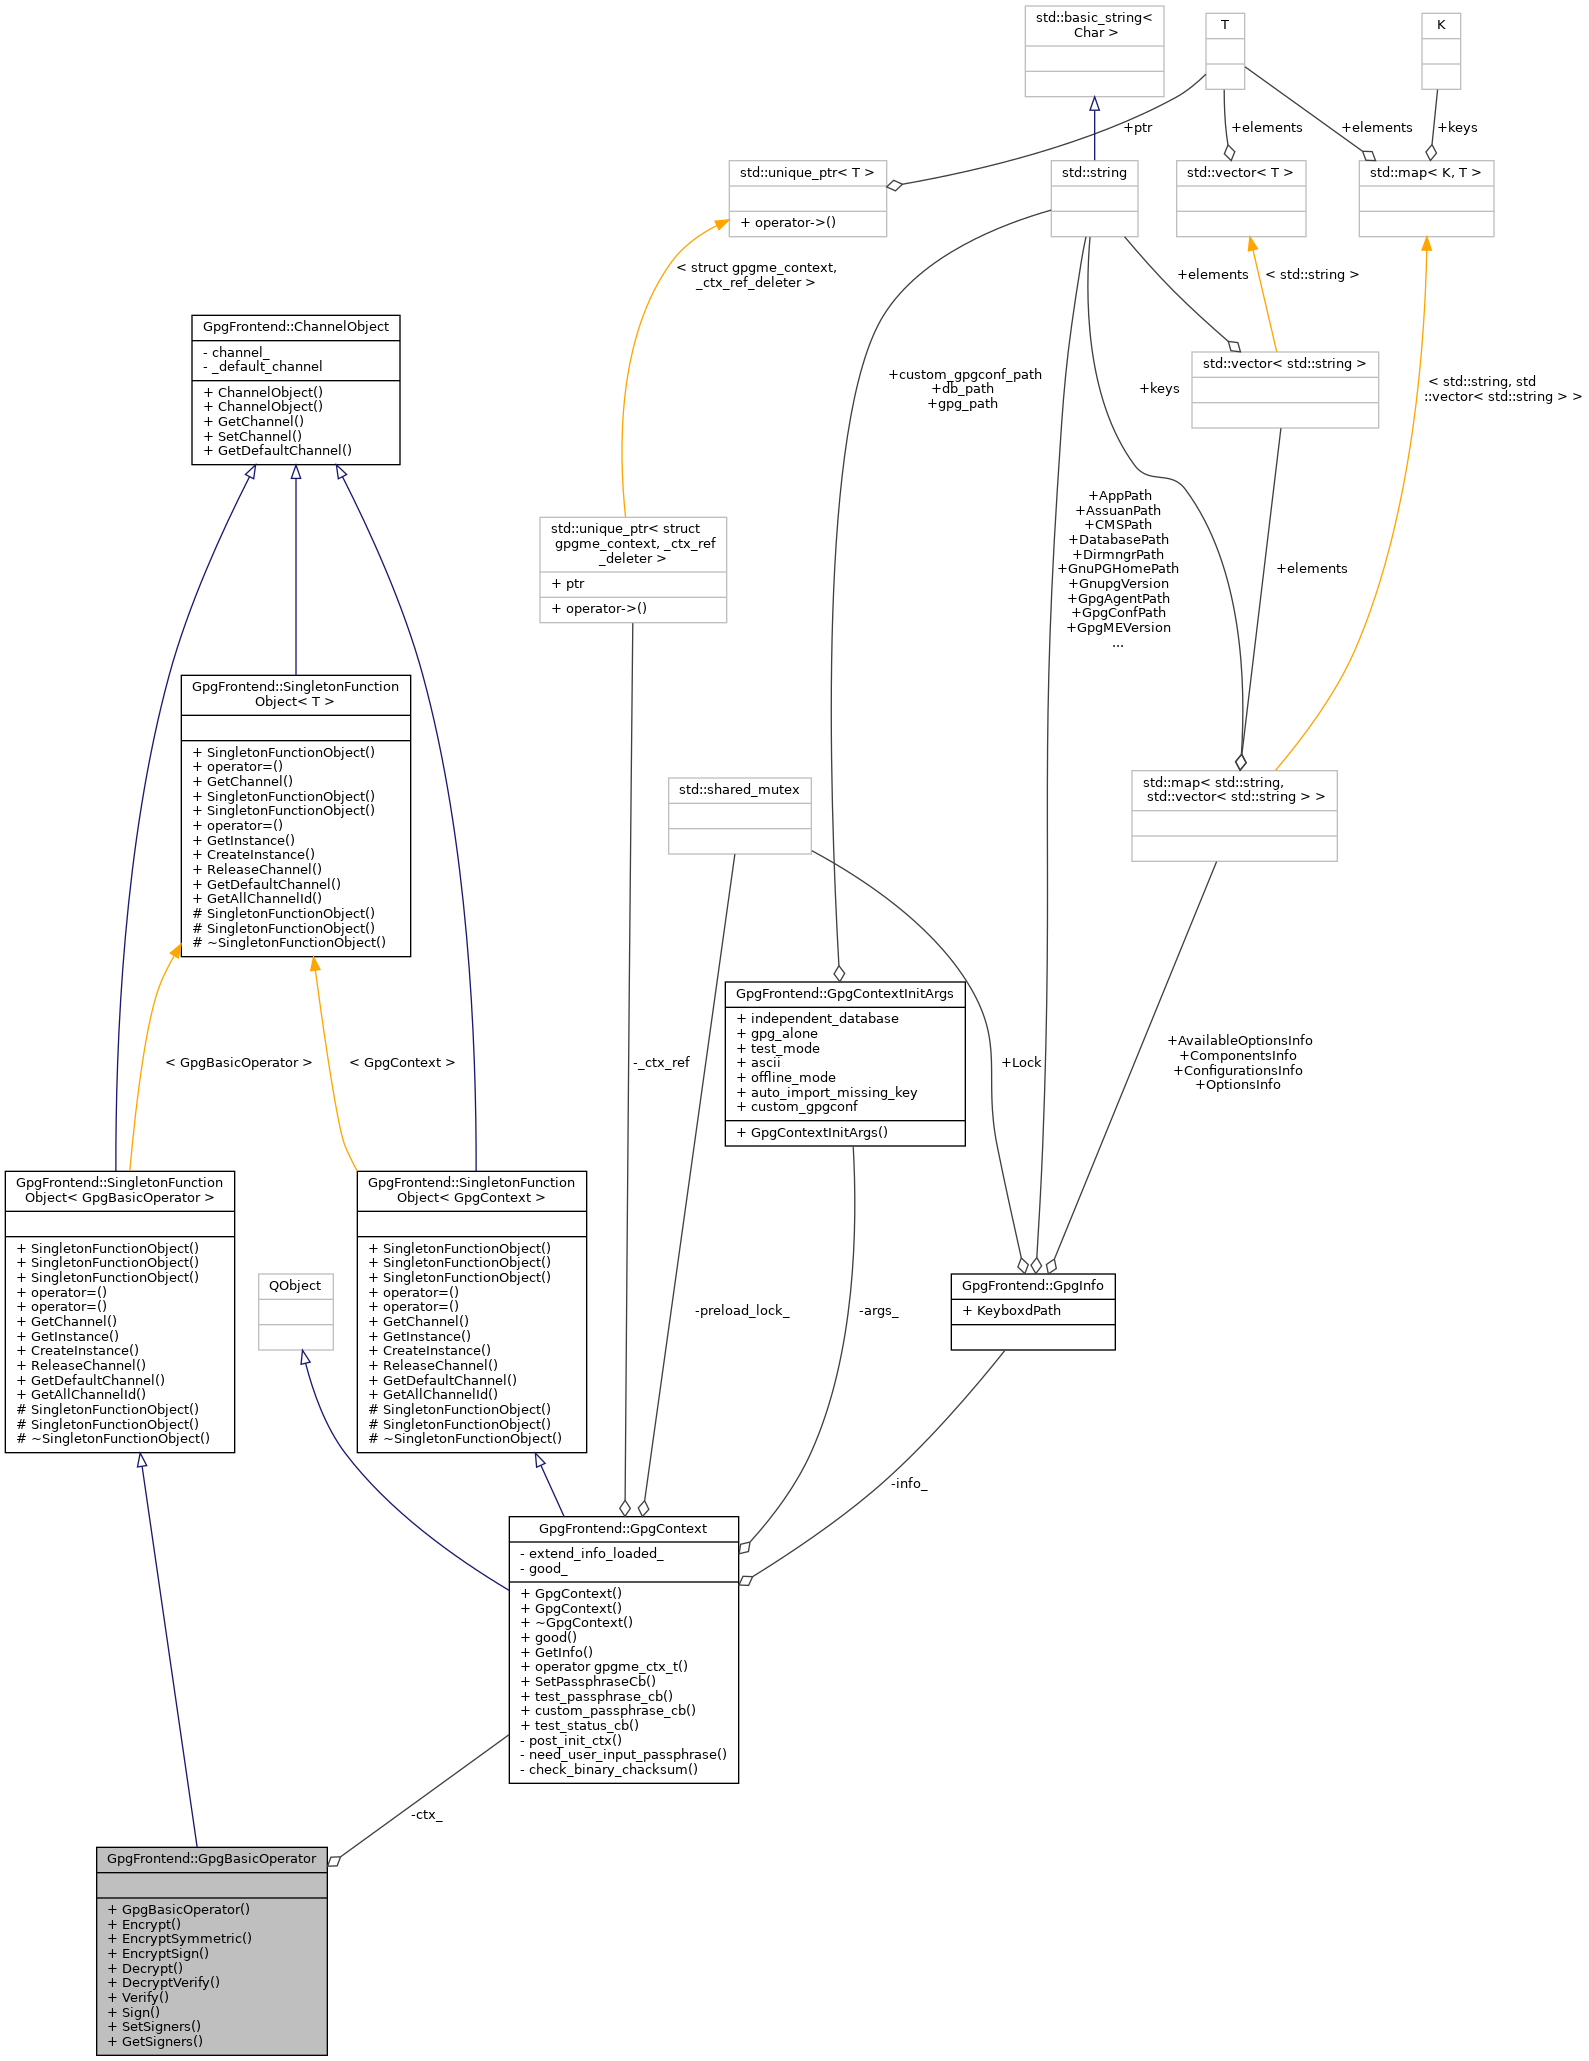 std::basic_string<
Char >
T
K
+ptr
+elements
+elements
+keys
std::unique_ptr< T >
+ operator->()
std::string
std::vector< T >
std::map< K, T >
< struct gpgme_context,
_ctx_ref_deleter >
+elements
< std::string >
GpgFrontend::ChannelObject
- channel_
- _default_channel
+ ChannelObject()
+ ChannelObject()
+ GetChannel()
+ SetChannel()
+ GetDefaultChannel()
+custom_gpgconf_path
+db_path
+gpg_path
+keys
std::vector< std::string >
< std::string, std
::vector< std::string > >
std::unique_ptr< struct
gpgme_context, _ctx_ref
_deleter >
+ ptr
+ operator->()
+AppPath
+AssuanPath
+CMSPath
+DatabasePath
+DirmngrPath
+GnuPGHomePath
+GnupgVersion
+GpgAgentPath
+GpgConfPath
+GpgMEVersion
...
+elements
GpgFrontend::SingletonFunction
Object< T >
+ SingletonFunctionObject()
+ operator=()
+ GetChannel()
+ SingletonFunctionObject()
+ SingletonFunctionObject()
+ operator=()
+ GetInstance()
+ CreateInstance()
+ ReleaseChannel()
+ GetDefaultChannel()
+ GetAllChannelId()
# SingletonFunctionObject()
# SingletonFunctionObject()
# ~SingletonFunctionObject()
std::shared_mutex
std::map< std::string,
std::vector< std::string > >
< GpgBasicOperator >
< GpgContext >
-_ctx_ref
GpgFrontend::GpgContextInitArgs
+ independent_database
+ gpg_alone
+ test_mode
+ ascii
+ offline_mode
+ auto_import_missing_key
+ custom_gpgconf
+ GpgContextInitArgs()
+Lock
+AvailableOptionsInfo
+ComponentsInfo
+ConfigurationsInfo
+OptionsInfo
GpgFrontend::SingletonFunction
Object< GpgBasicOperator >
+ SingletonFunctionObject()
+ SingletonFunctionObject()
+ SingletonFunctionObject()
+ operator=()
+ operator=()
+ GetChannel()
+ GetInstance()
+ CreateInstance()
+ ReleaseChannel()
+ GetDefaultChannel()
+ GetAllChannelId()
# SingletonFunctionObject()
# SingletonFunctionObject()
# ~SingletonFunctionObject()
QObject
GpgFrontend::SingletonFunction
Object< GpgContext >
+ SingletonFunctionObject()
+ SingletonFunctionObject()
+ SingletonFunctionObject()
+ operator=()
+ operator=()
+ GetChannel()
+ GetInstance()
+ CreateInstance()
+ ReleaseChannel()
+ GetDefaultChannel()
+ GetAllChannelId()
# SingletonFunctionObject()
# SingletonFunctionObject()
# ~SingletonFunctionObject()
-preload_lock_
-args_
GpgFrontend::GpgInfo
+ KeyboxdPath
-info_
GpgFrontend::GpgContext
- extend_info_loaded_
- good_
+ GpgContext()
+ GpgContext()
+ ~GpgContext()
+ good()
+ GetInfo()
+ operator gpgme_ctx_t()
+ SetPassphraseCb()
+ test_passphrase_cb()
+ custom_passphrase_cb()
+ test_status_cb()
- post_init_ctx()
- need_user_input_passphrase()
- check_binary_chacksum()
-ctx_
GpgFrontend::GpgBasicOperator
+ GpgBasicOperator()
+ Encrypt()
+ EncryptSymmetric()
+ EncryptSign()
+ Decrypt()
+ DecryptVerify()
+ Verify()
+ Sign()
+ SetSigners()
+ GetSigners()